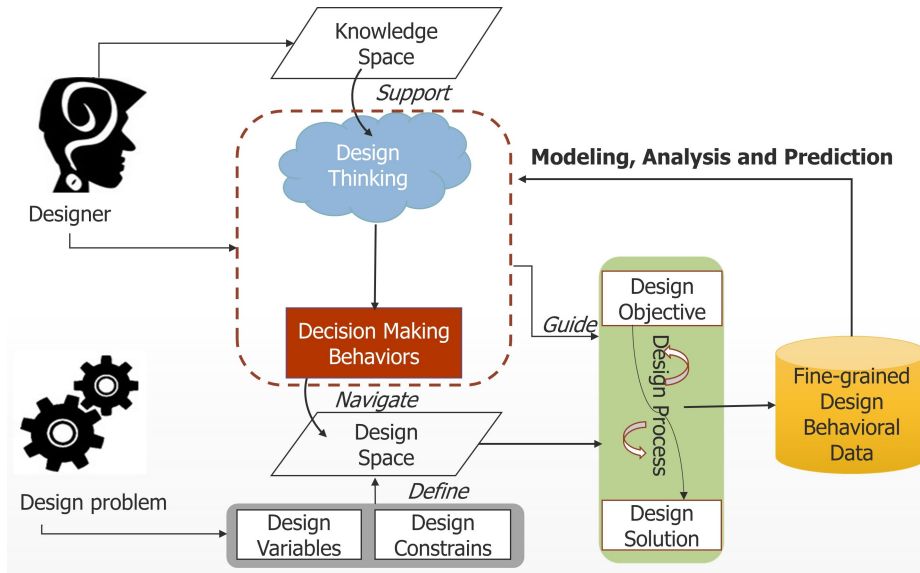 Knowledge
Space
Support
Design
Thinking
Modeling, Analysis and Prediction
Designer
Design
Objective
Guide
Decision Making
Behaviors
Design Process
Fine-grained
Design
Behavioral
Data
Navigate
Design
Space
Design problem
Define
Design
Variables
Design
Constrains
Design
Solution